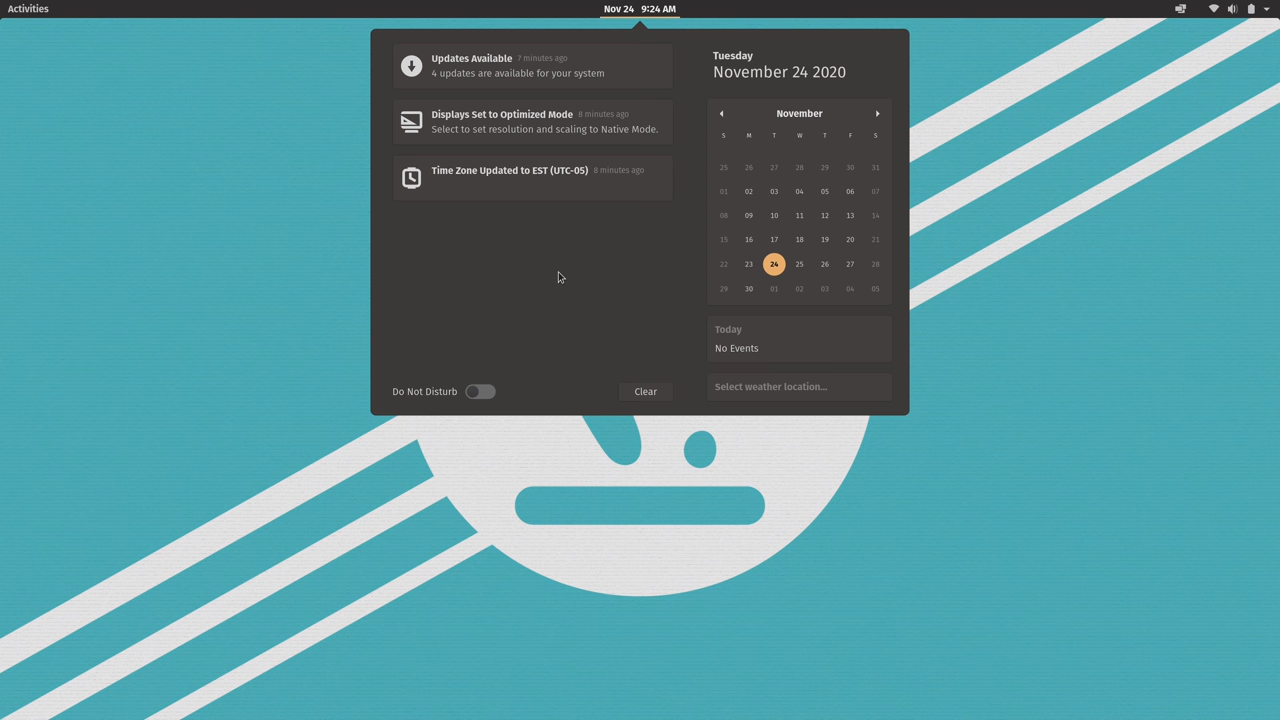 Activities
Nov 24 9:24 AM
Updates Available 7 minutes ago
4 updates are available for your system
Displays Set to Optimized Mode 8 minutes ago
Select to set resolution and scaling to Native Mode.
Time Zone Updated to EST (UTC-05) 8 minutes ago
Do Not Disturb
Clear
Tuesday
November 24 2020
November
S M T W T F S
25 26 27 28 29 30 31
01 02 03 04 05 06 07
08 09 10 11 12 13 14
15 16 17 18 19 20 21
22 23 24 25 26 27 28
29 30 01 02 03 04 05
Today
No Events
Select weather location...